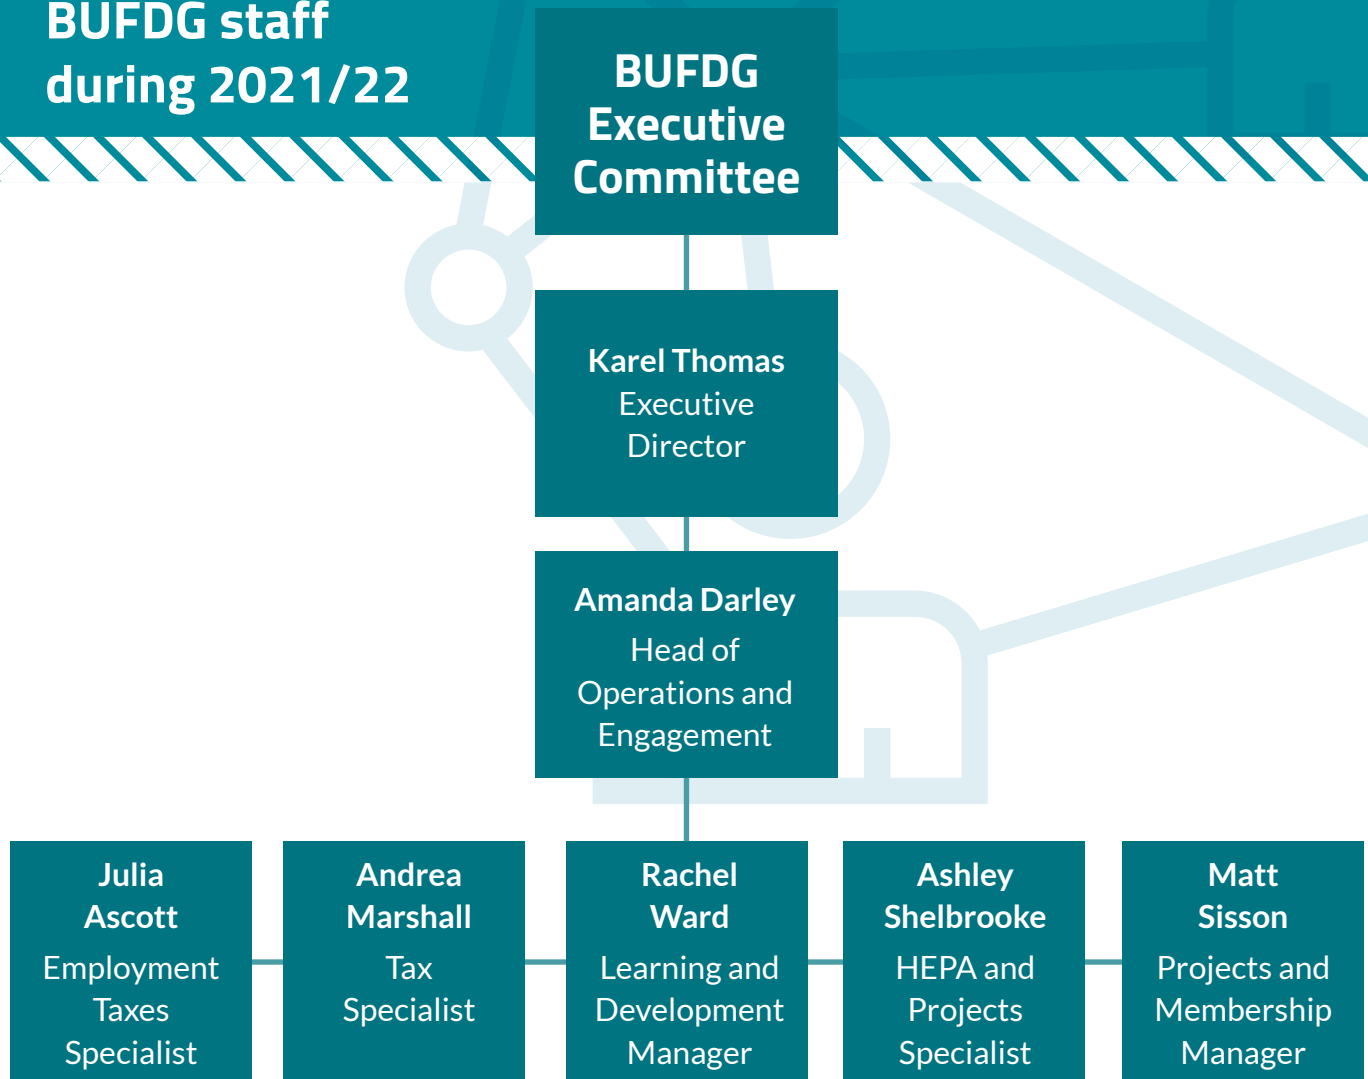 BUFDG staff
during 2021/22
BUFDG
Executive
Committee
Karel Thomas
Executive
Director
Amanda Darley
Head of
Operations and
Engagement
Julia
Ascott
Employment
Taxes
Specialist
Andrea
Marshall
Tax
Specialist
Rachel
Ward
Learning and
Development
Manager
Ashley
Shelbrooke
HEPA and
Projects
Specialist
Matt
Sisson
Projects and
Membership
Manager